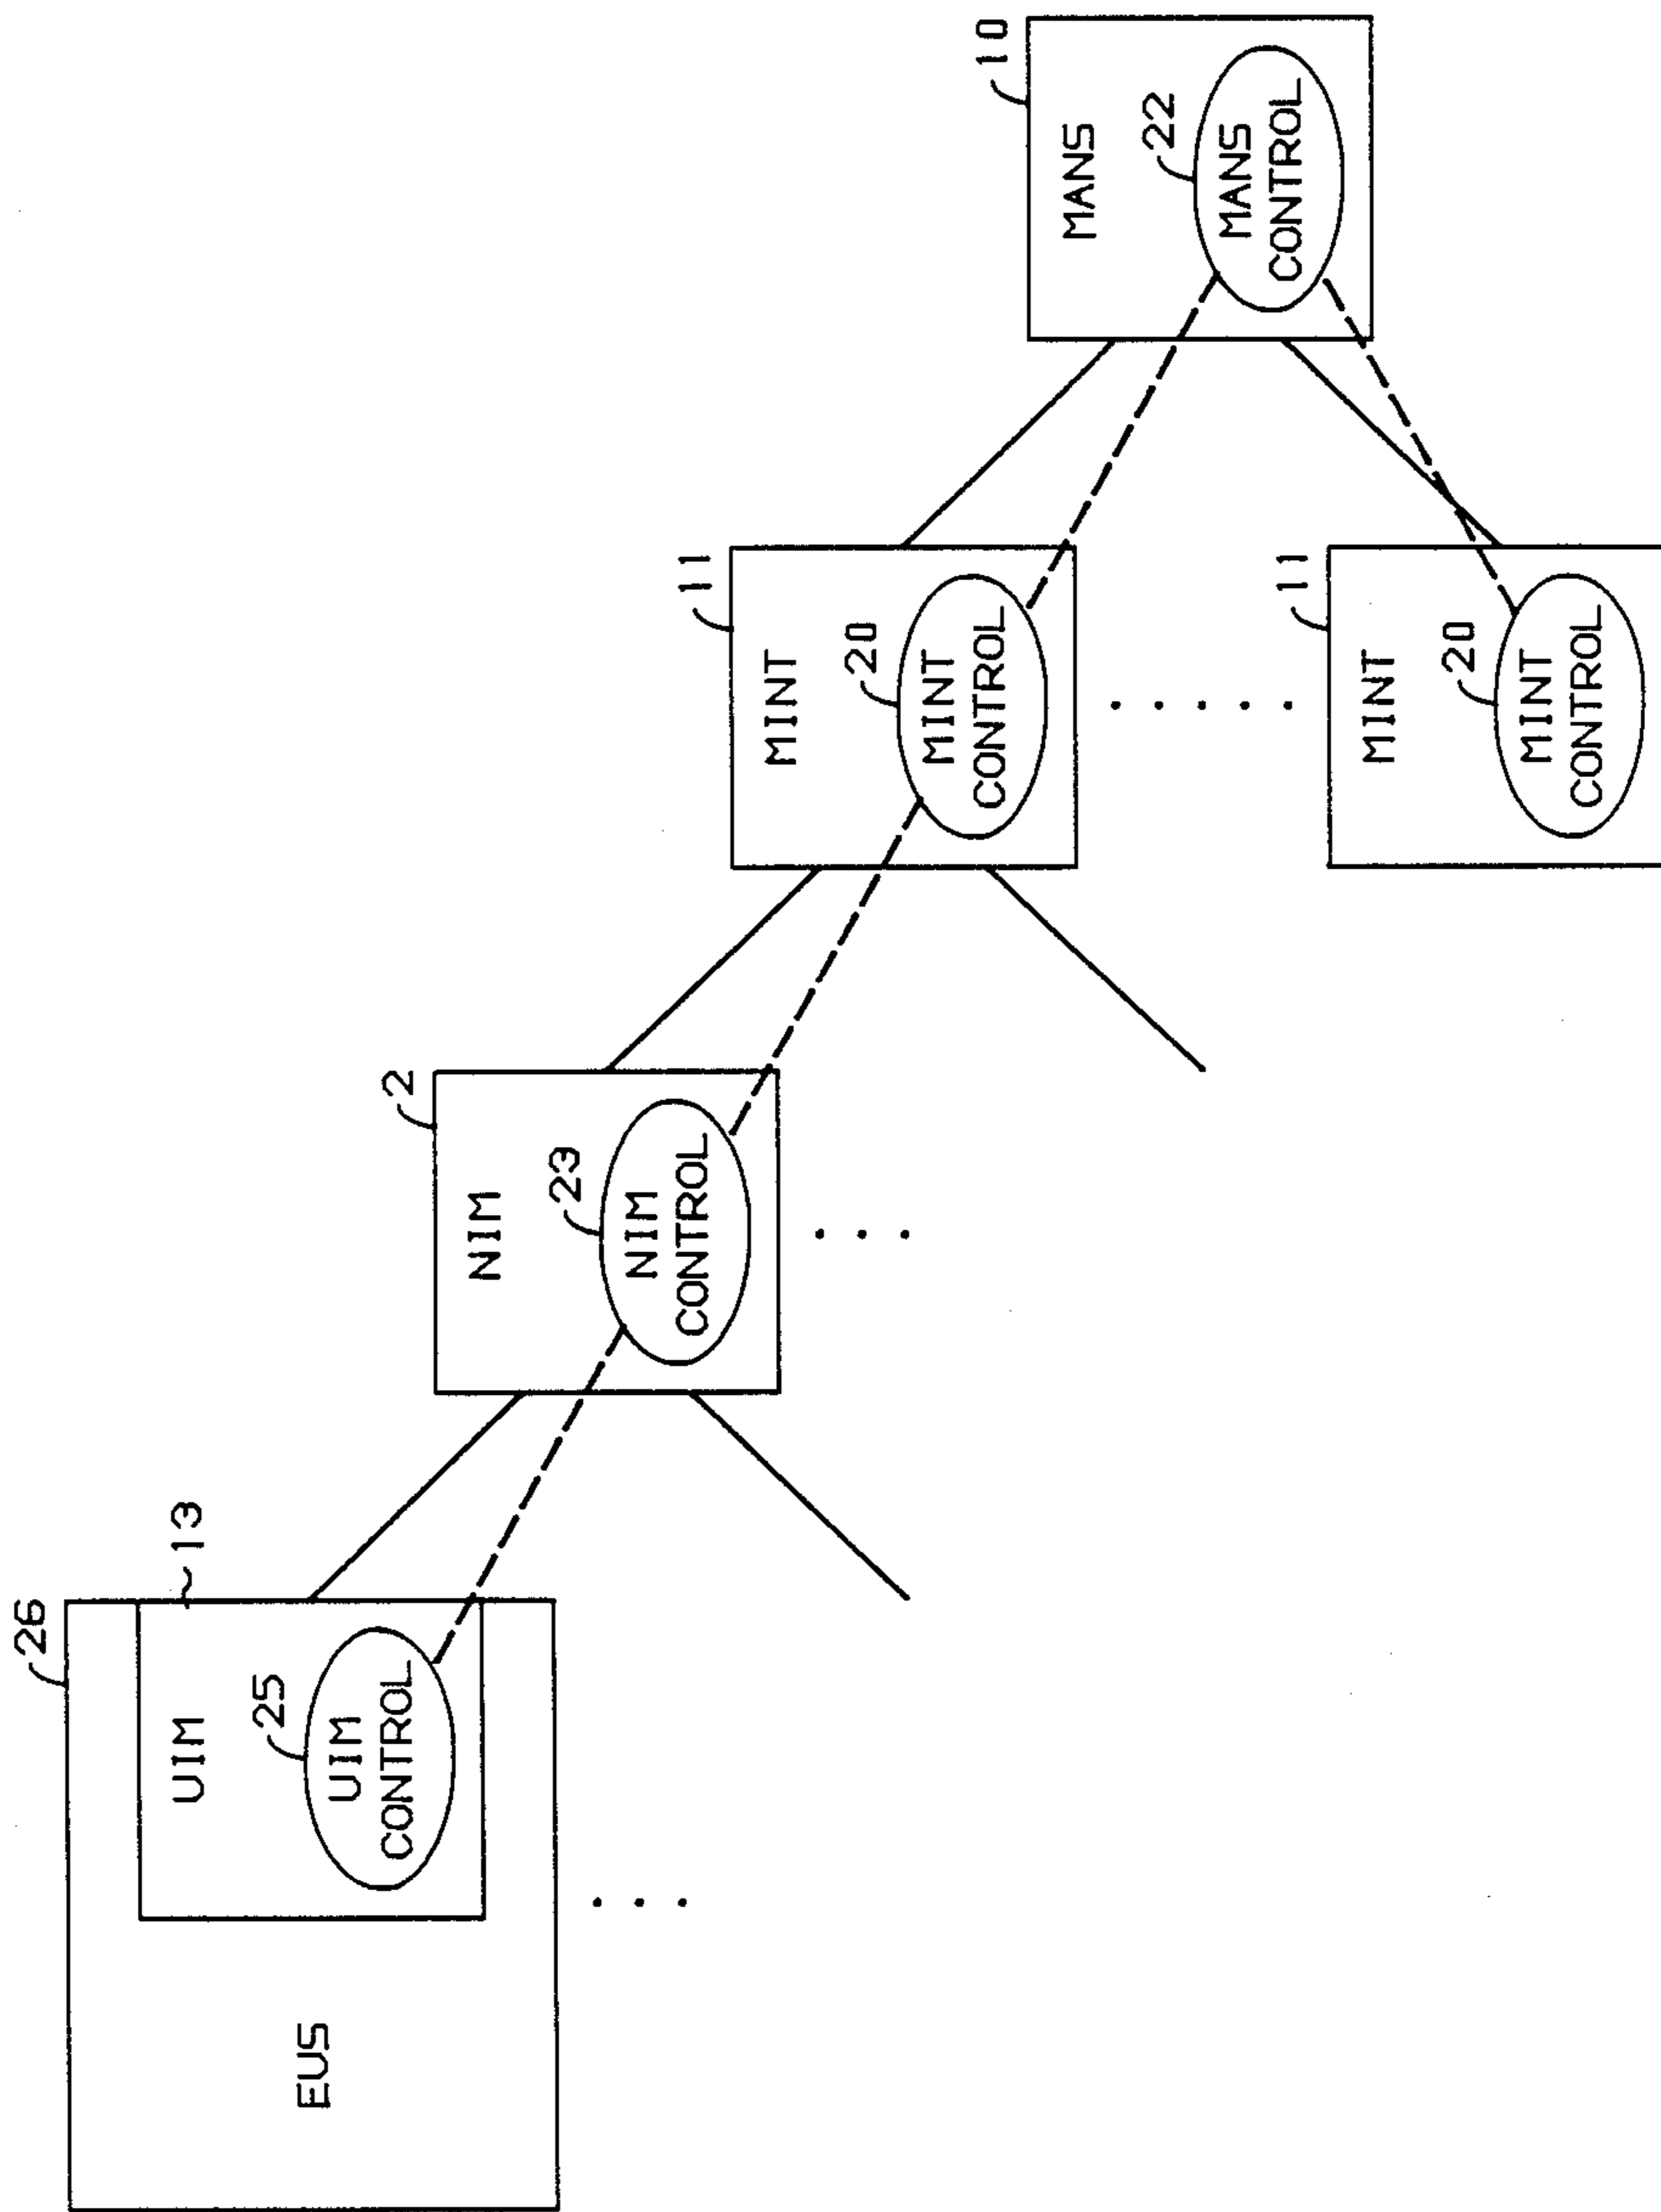 26
EUS
UIM
13
25
UIM
CONTROL
2
NIM
23
NIM
CONTROL
11
MINT
20
MINT
CONTROL
10
MANS
22
MANS
CONTROL
11
MINT
20
MINT
CONTROL